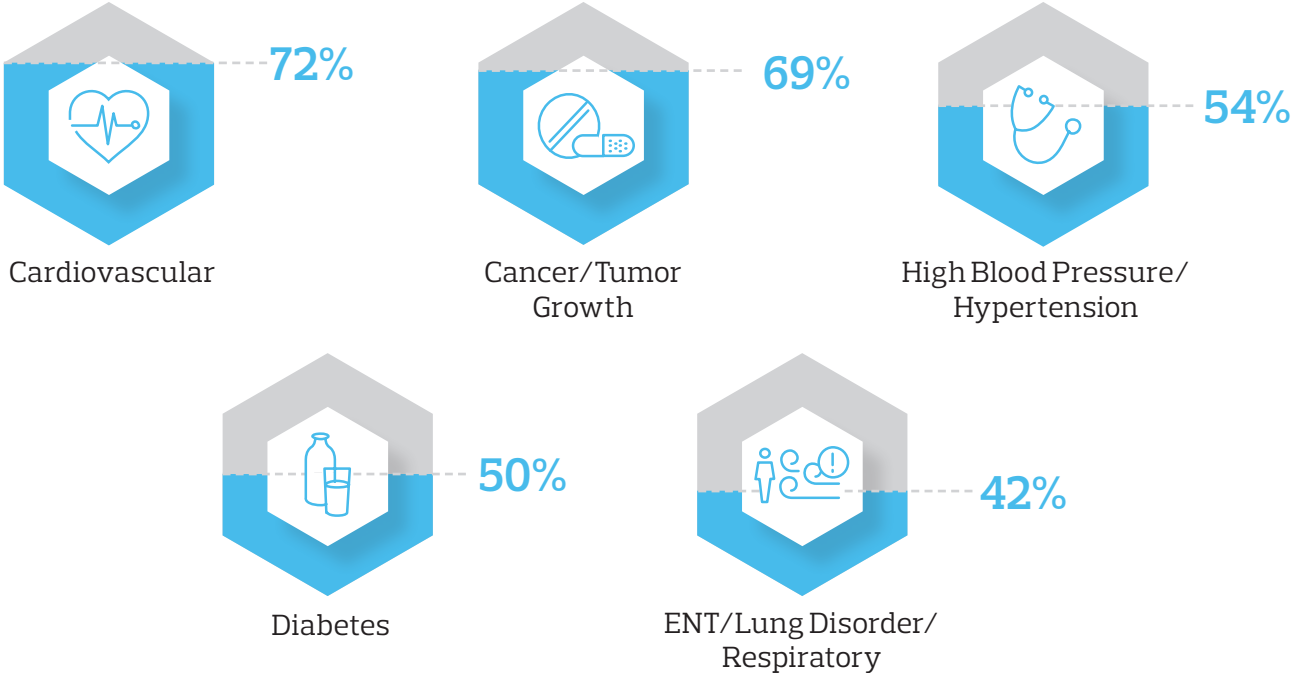 72%
69%
54%
Cardiovascular
Cancer/Tumor
Growth
High Blood Pressure/
Hypertension
50%
42%
Diabetes
ENT/Lung Disorder/
Respiratory